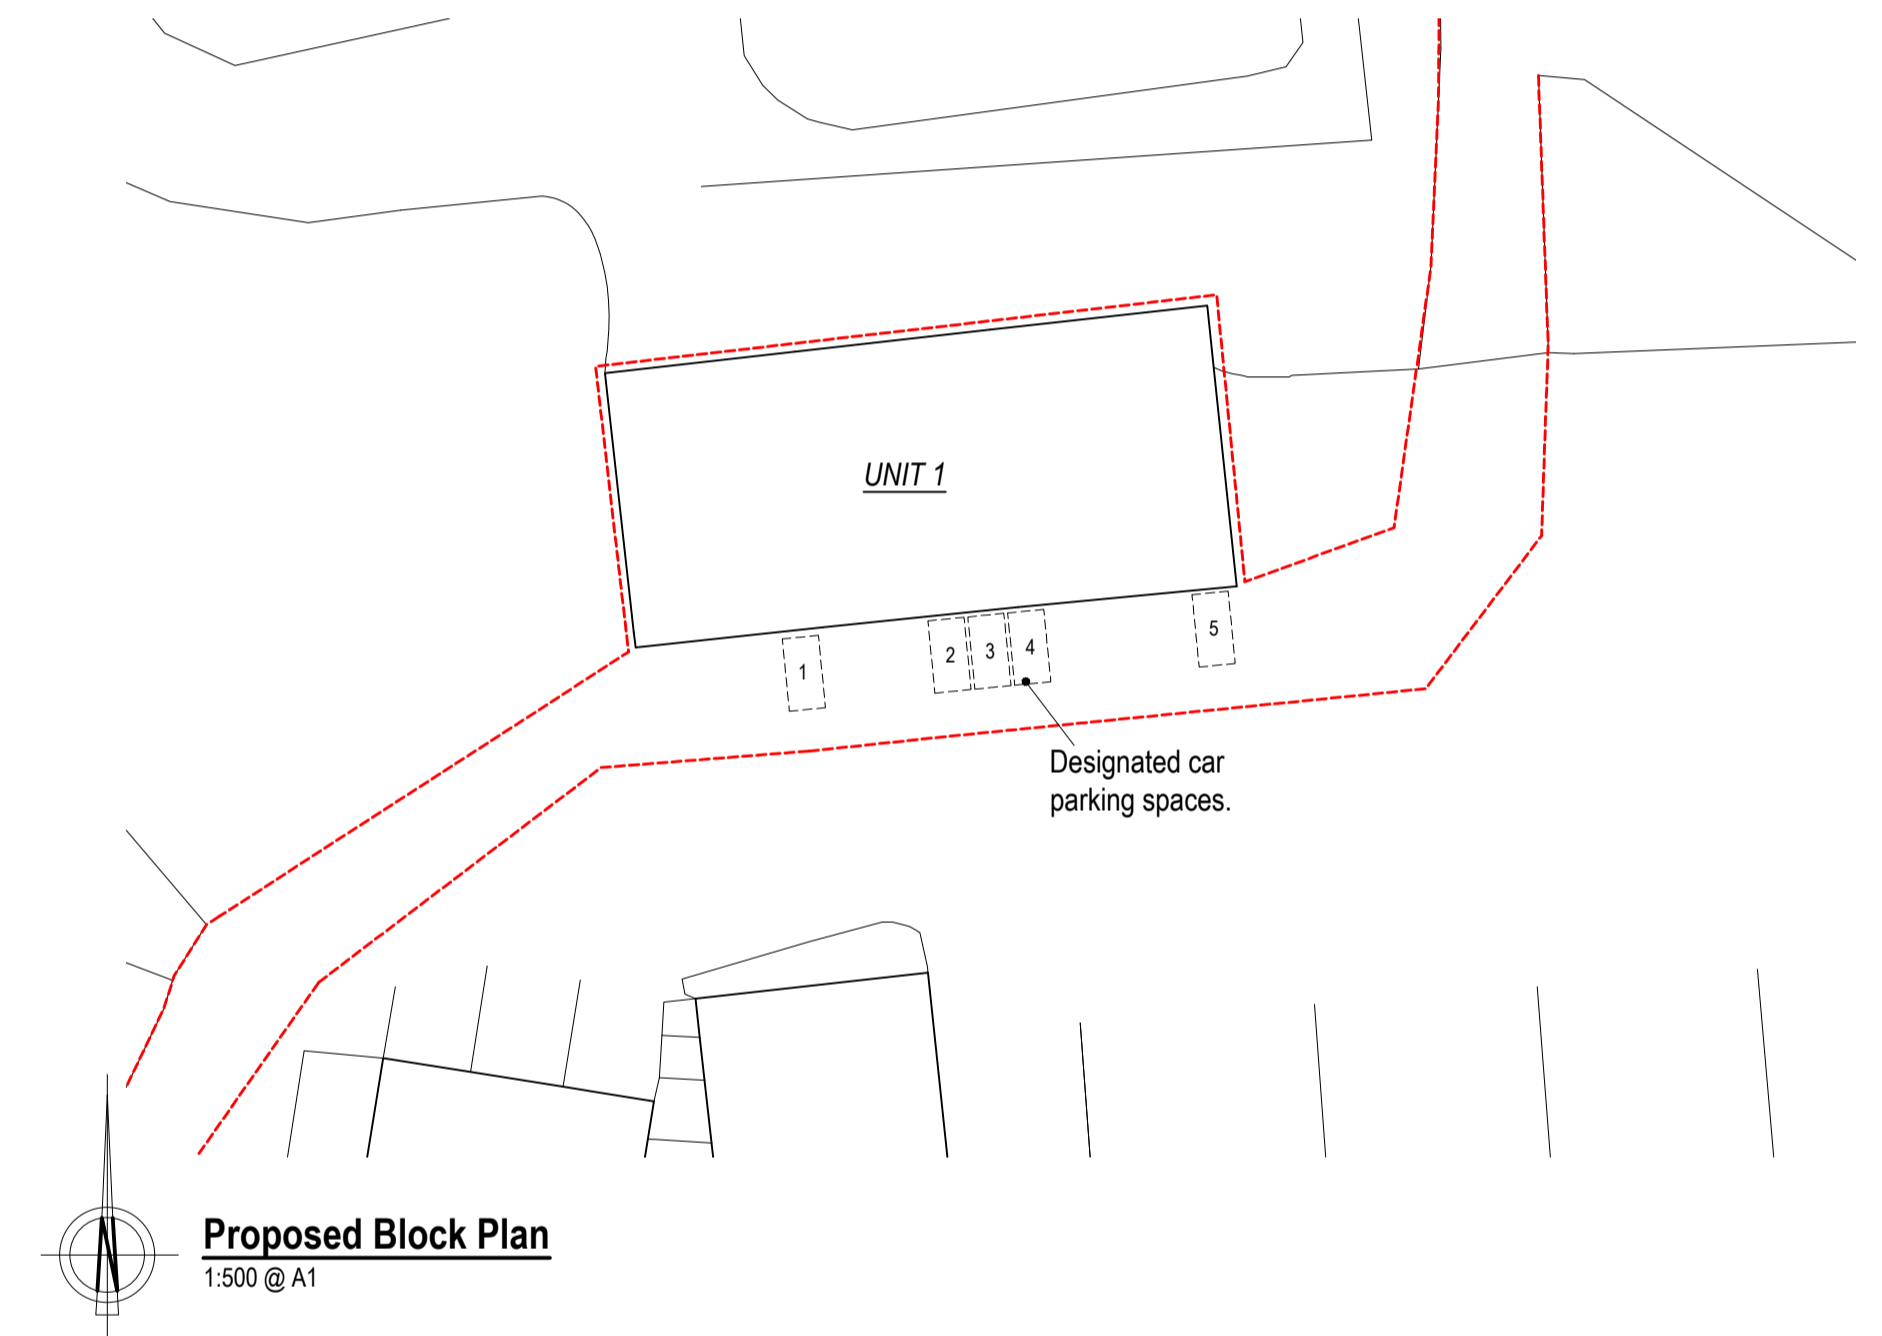 UNIT 1
1
2
3
4
5
Designated car
parking spaces.
N
Proposed Block Plan
1:500 @ A1